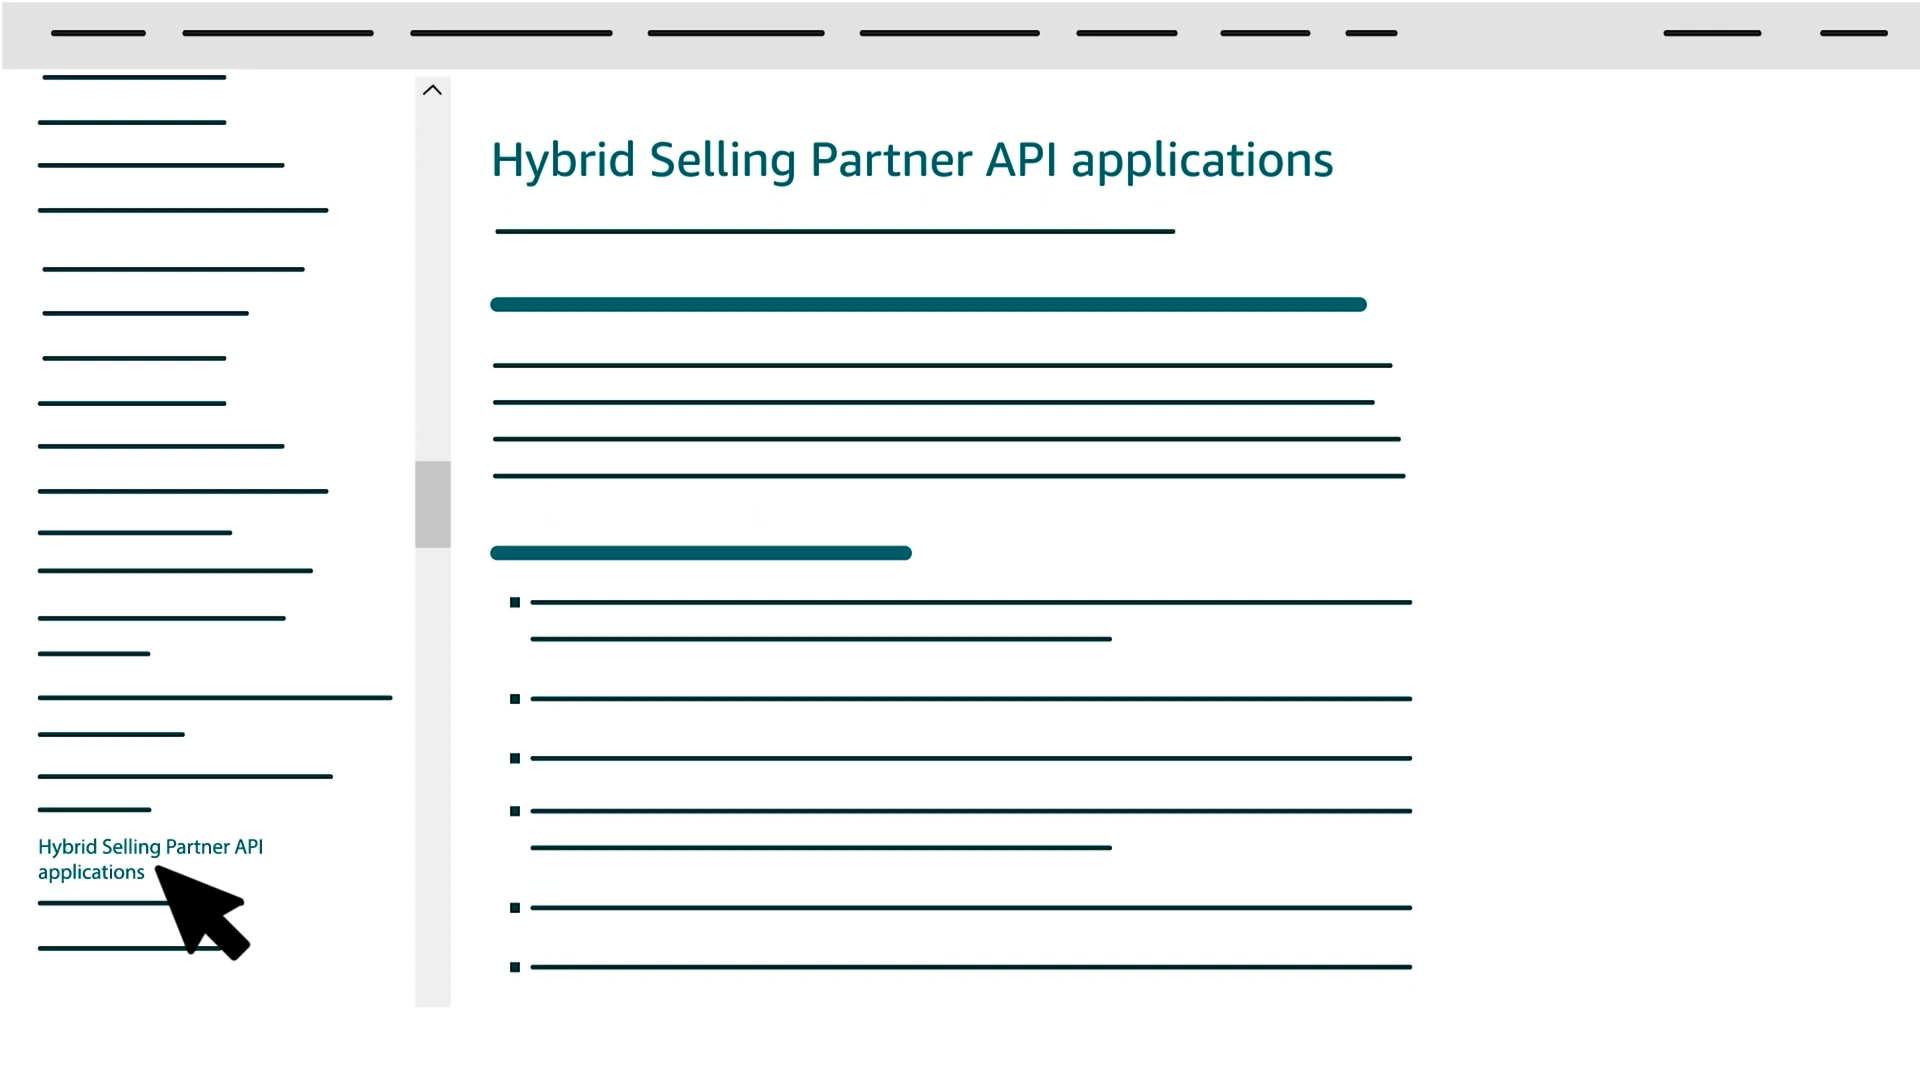 Hybrid Selling Partner API applications
Hybrid Selling Partner API
applications